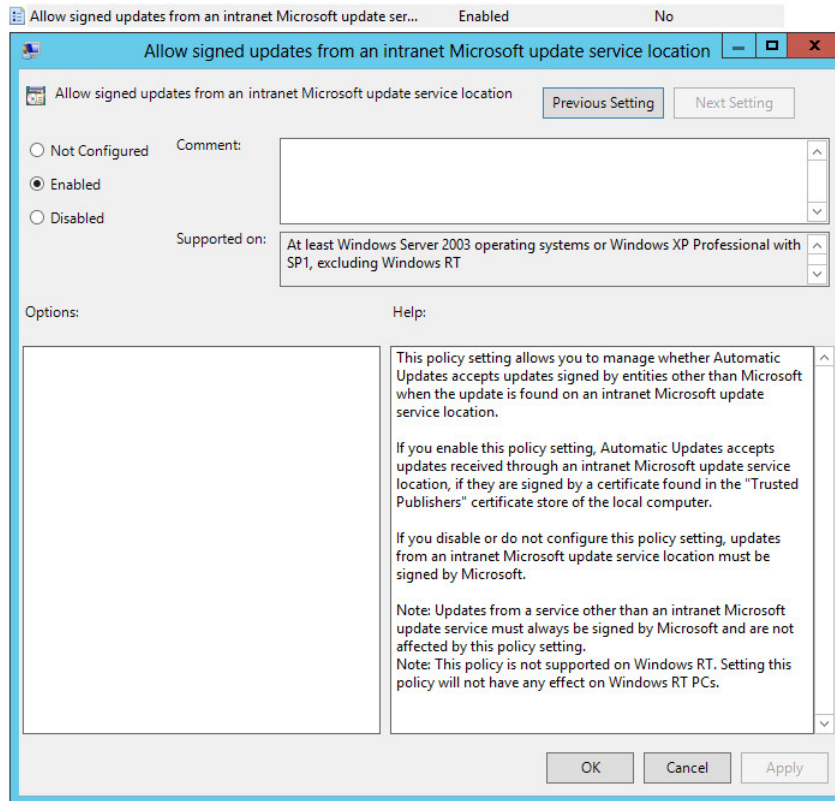 Allow signed updates from an intranet Microsoft update ser... Enabled No
Allow signed updates from an intranet Microsoft update service location
Allow signed updates from an intranet Microsoft update service location
Previous Setting Next Setting
Not Configured
Comment:
Enabled
Disabled
Supported on:
At least Windows Server 2003 operating systems or Windows XP Professional with
SP1, excluding Windows RT
Options:
Help:
This policy setting allows you to manage whether Automatic
Updates accepts updates signed by entities other than Microsoft
when the update is found on an intranet Microsoft update
service location.
If you enable this policy setting, Automatic Updates accepts
updates received through an intranet Microsoft update service
location, if they are signed by a certificate found in the "Trusted
Publishers" certificate store of the local computer.
If you disable or do not configure this policy setting, updates
from an intranet Microsoft update service location must be
signed by Microsoft.
Note: Updates from a service other than an intranet Microsoft
update service must always be signed by Microsoft and are not
affected by this policy setting.
Note: This policy is not supported on Windows RT. Setting this
policy will not have any effect on Windows RT PCs.
OK Cancel Apply